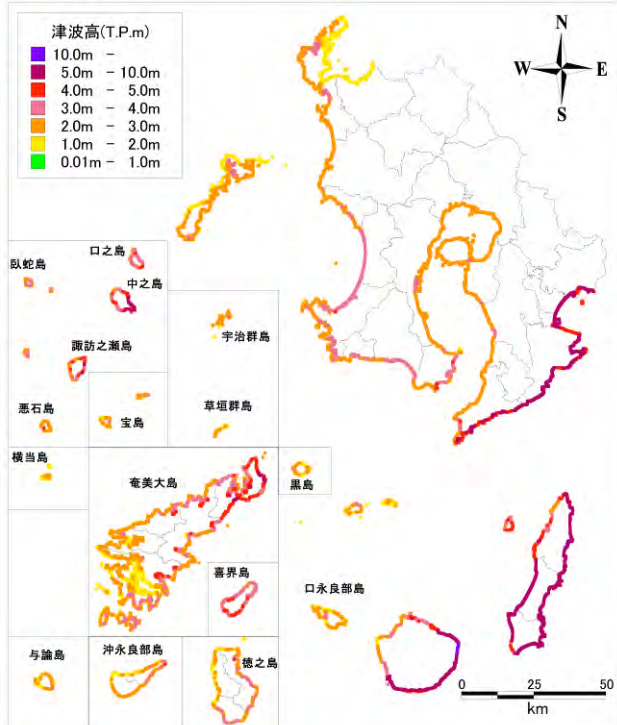 津波高(T.P.m)
10.0m -
5.0m - 10.0m
4.0m - 5.0m
3.0m - 4.0m
2.0m - 3.0m
1.0m - 2.0m
0.01m - 1.0m
N
W E
S
口之島
臥蛇島
中之島
宇治群島
諏訪之瀬島
草垣群島
悪石島
宝島
横当島
奄美大島
黒島
喜界島
口永良部島
与論島
沖永良部島
徳之島
0 25 50
km